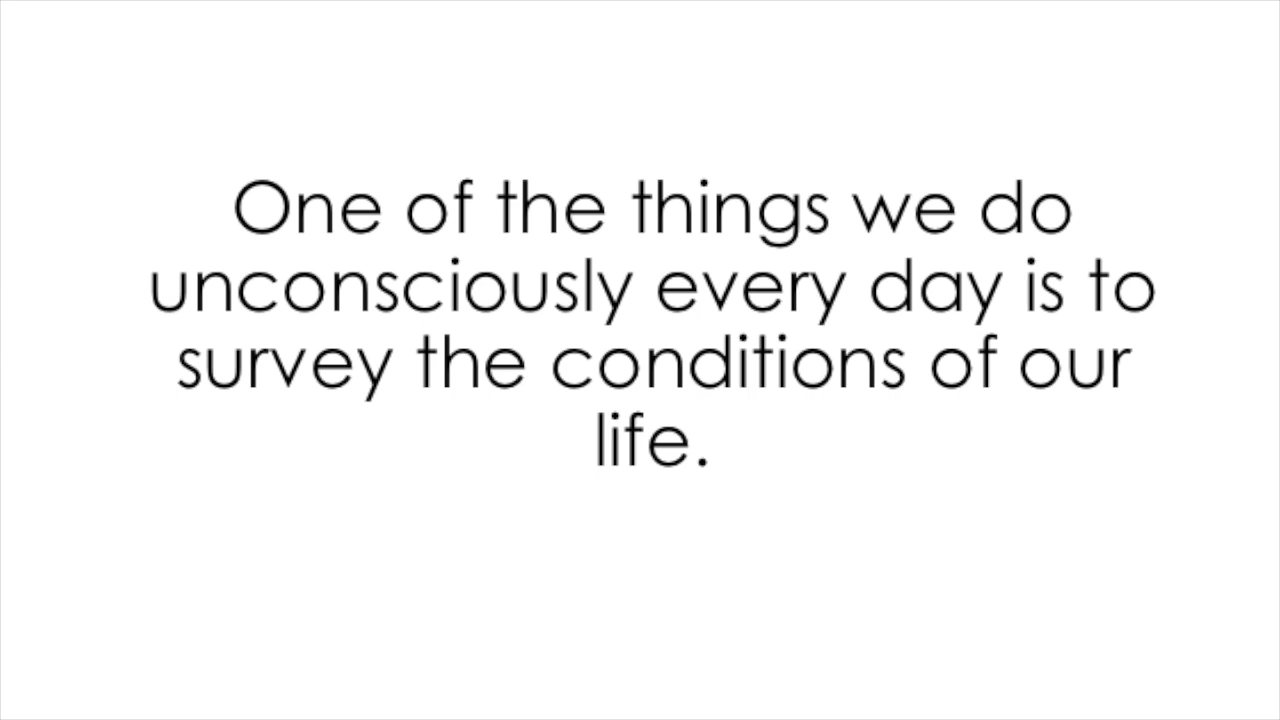 One of the things we do
unconsciously every day is to
survey the conditions of our
life.